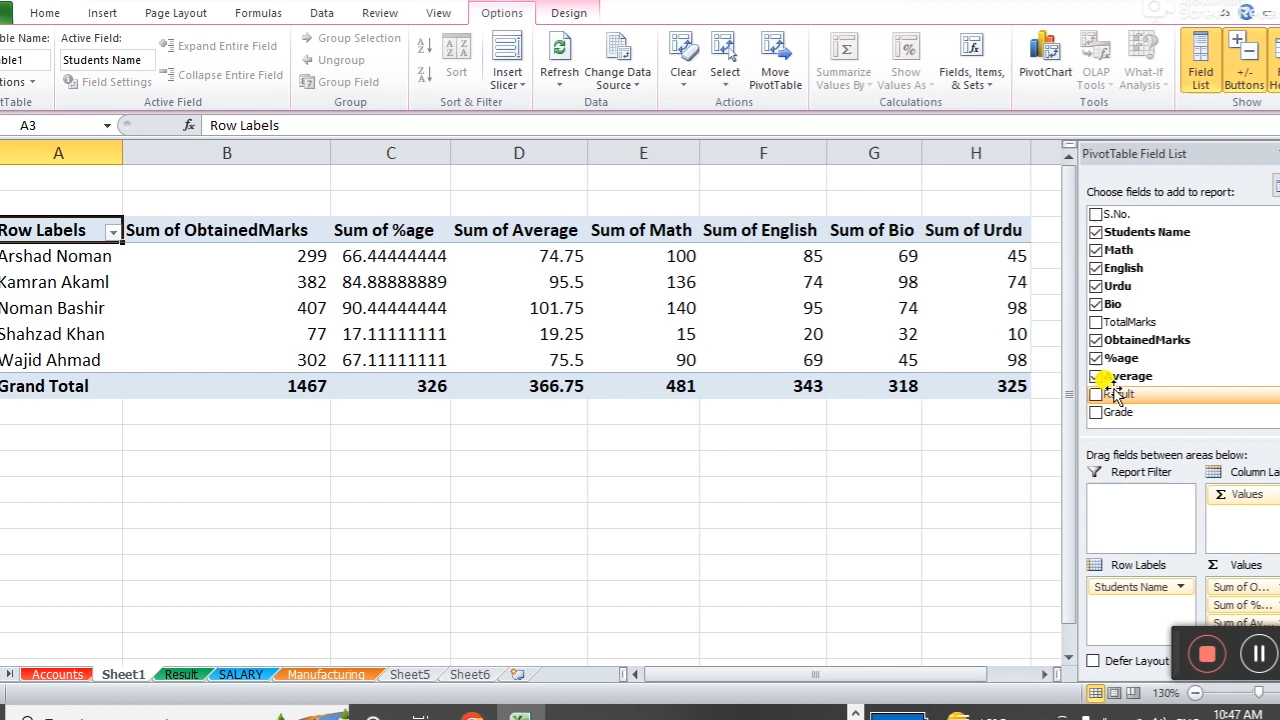 Home Insert Page Layout Formulas Data Review View Options Design
ble Name: Active Field: Expand Entire Field Group Selection
ble1 Students Name Ungroup Sort Insert Refresh Change Data Clear Select Move Summarize Show Fields, Items, PivotChart OLAP What-If Field +/-
tions Field Settings Collapse Entire Field Group Field Slicer Source PivotTable Values By Values As & Sets Tools Analysis List Buttons He
tTable Active Field Group Sort & Filter Data Actions Calculations Tools Show
A3 fx Row Labels
A B C D E F G H
PivotTable Field List
Choose fields to add to report:
S.No.
Students Name
Math
English
Urdu
Bio
TotalMarks
ObtainedMarks
%age
verage
Grade
Row Labels Sum of ObtainedMarks Sum of %age Sum of Average Sum of Math Sum of English Sum of Bio Sum of Urdu
Arshad Noman 299 66.44444444 74.75 100 85 69 45
Kamran Akaml 382 84.88888889 95.5 136 74 98 74
Noman Bashir 407 90.44444444 101.75 140 95 74 98
Shahzad Khan 77 17.11111111 19.25 15 20 32 10
Wajid Ahmad 302 67.11111111 75.5 90 69 45 98
Grand Total 1467 326 366.75 481 343 318 325
Drag fields between areas below:
Report Filter Column La
Σ Values
Row Labels Σ Values
Students Name Sum of O...
Sum of %...
Sum of Av...
Defer Layout
Accounts Sheet1 Result SALARY Manufacturing Sheet5 Sheet6
130%
10:47 AM